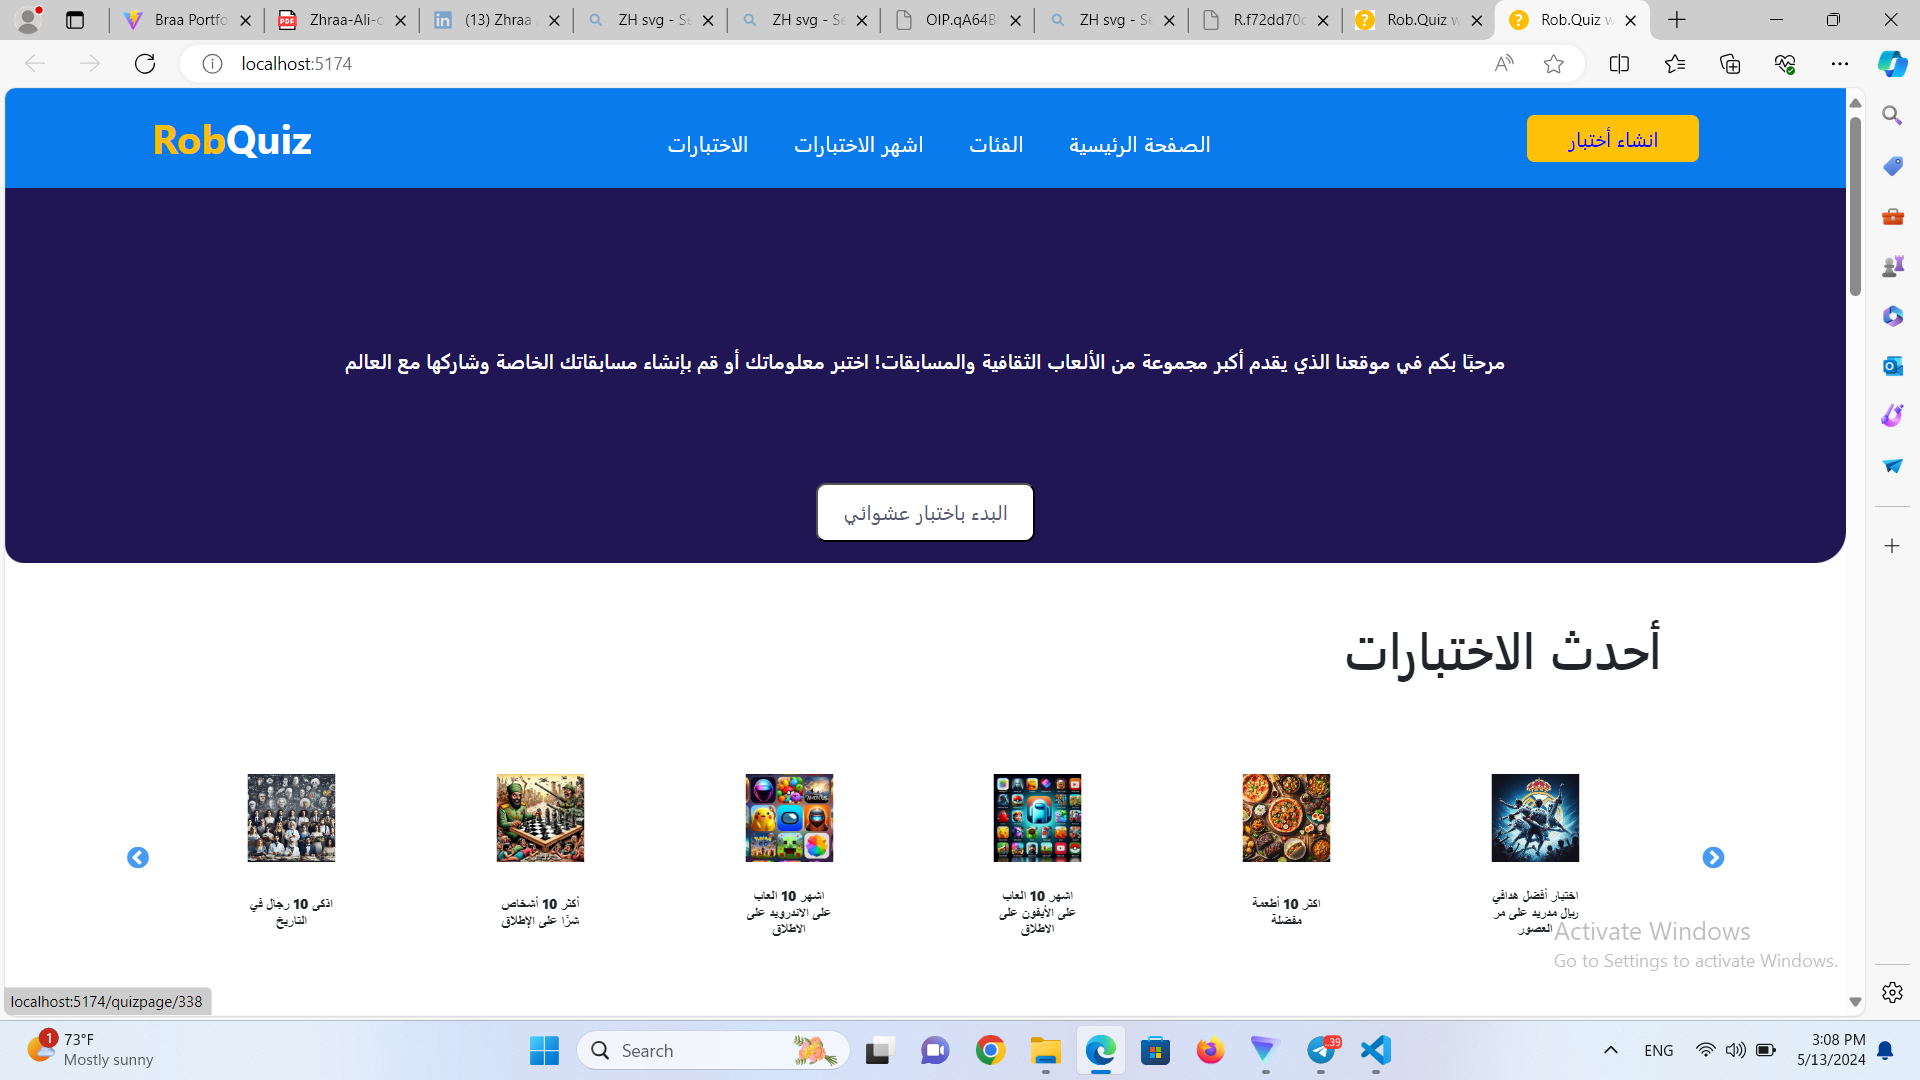 Braa Portfo
Zhraa-Ali-c
(13) Zhraa
ZH svg - Se
ZH svg - Se
OIP.qA64B
ZH svg - Se
R.f72dd70c
Rob.Quiz w
Rob.Quiz w
localhost:5174
RobQuiz
انشاء أختبار
الصفحة الرئيسية
الفئات
اشهر الاختبارات
الاختبارات
مرحبًا بكم في موقعنا الذي يقدم أكبر مجموعة من الألعاب الثقافية والمسابقات! اختبر معلوماتك أو قم بإنشاء مسابقاتك الخاصة وشاركها مع العالم
البدء باختبار عشوائي
أحدث الاختبارات
اختبار أفضل هدافي
ريال مدريد على مر
العصور
اكثر 10 أطعمة
مفضلة
اشهر 10 العاب
على الأيفون على
الاطلاق
اشهر 10 العاب
على الاندرويد على
الاطلاق
أكثر 10 أشخاص
شرًا على الإطلاق
اذكى 10 رجال في
التاريخ
Activate Windows
Go to Settings to activate Windows.
localhost:5174/quizpage/338
1
73°F
Mostly sunny
Search
39
ENG
3:08 PM
5/13/2024